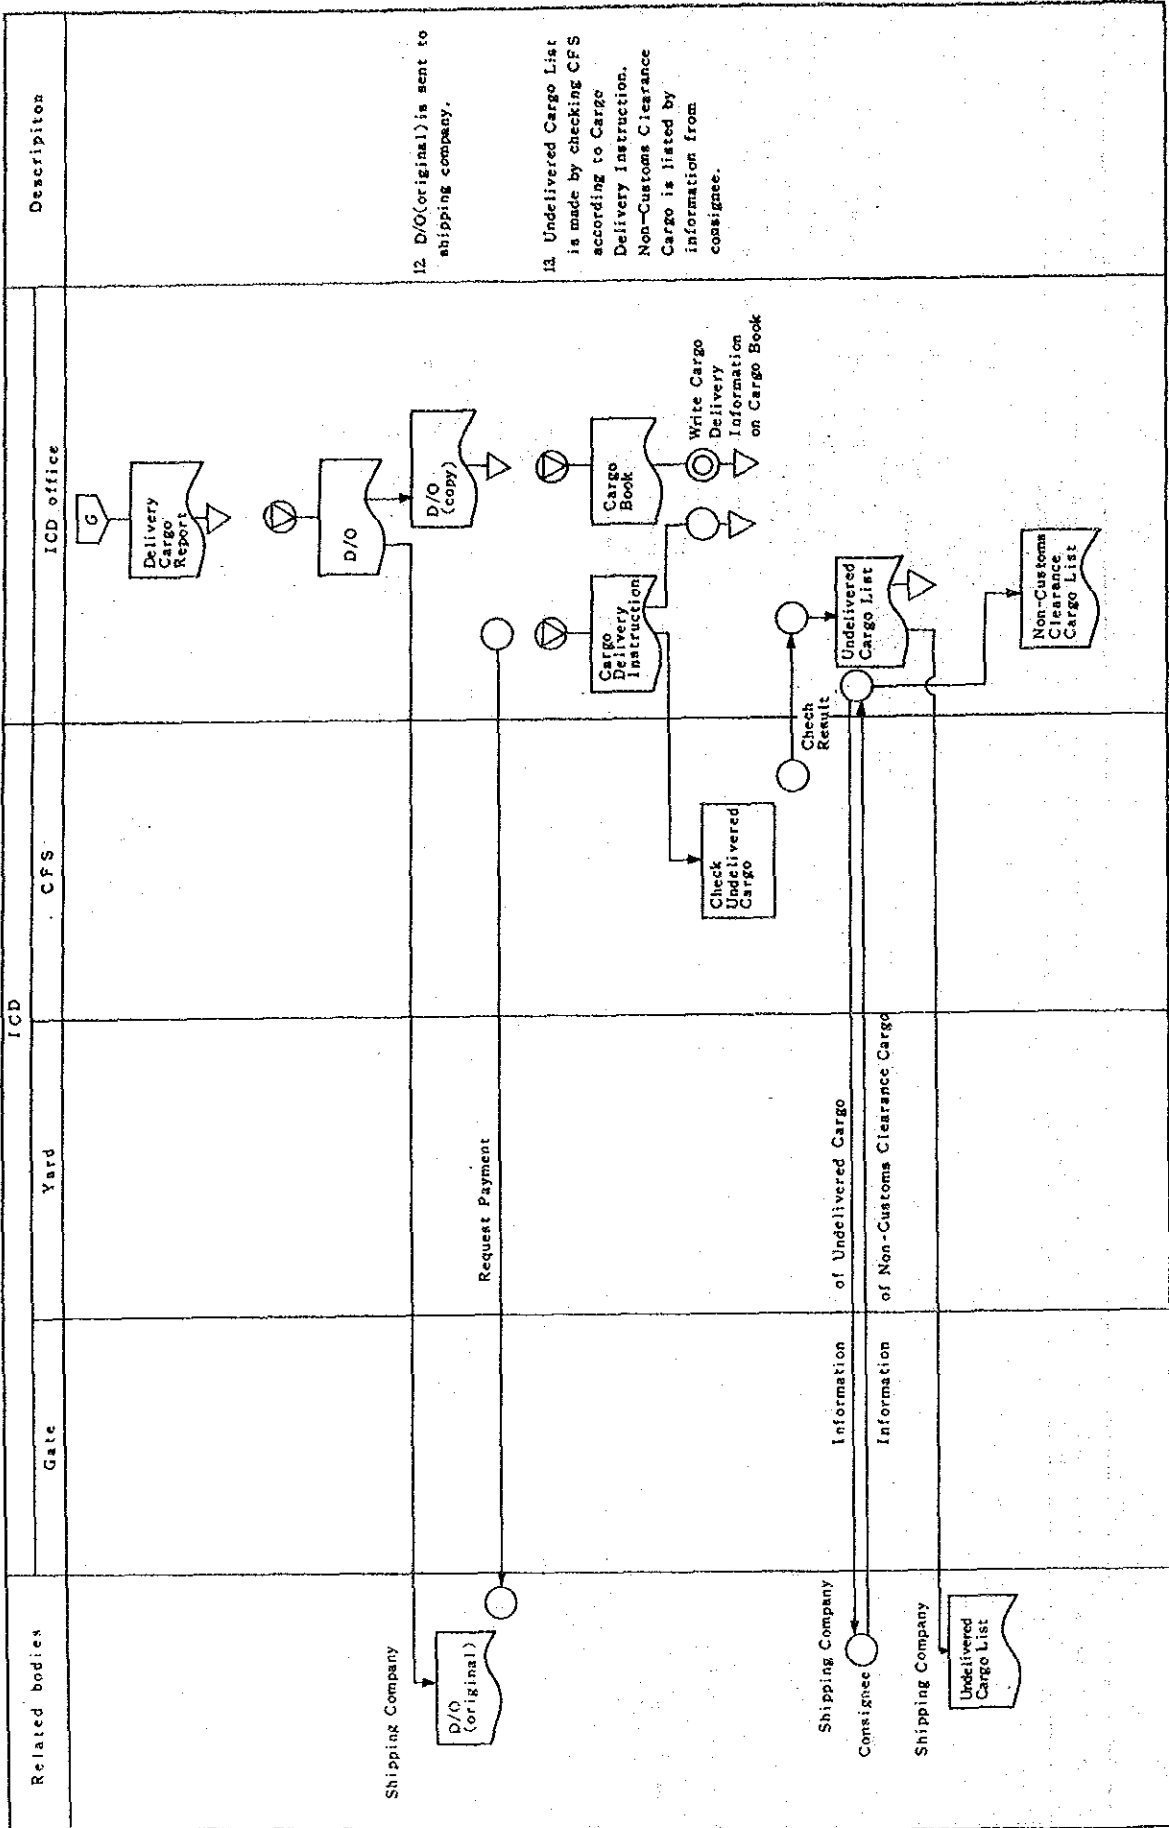 Related bodies
ICD
Gate
Yard
CFS
ICD office
Descripiton
G
Delivery
Cargo
Report
D/O
D/O
(copy)
Shipping Company
D/O
(original)
12. D/O(original)is sent to
shipping company.
Request Payment
Cargo
Delivery
Instruction
Cargo
Book
Write Cargo
Delivery
Information
on Cargo Book
13. Undelivered Cargo List
is made by checking CFS
according to Cargo
Delivery Instruction.
Non-Customs Clearance
Cargo is listed by
information from
consignee.
Check
Undelivered
Cargo
Chech
Result
Undelivered
Cargo List
Shipping Company
Consignee
Information of Undelivered Cargo
Information of Non-Customs Clearance Cargo
Shipping Company
Undelivered
Cargo List
Non-Customs
Clearance
Cargo List